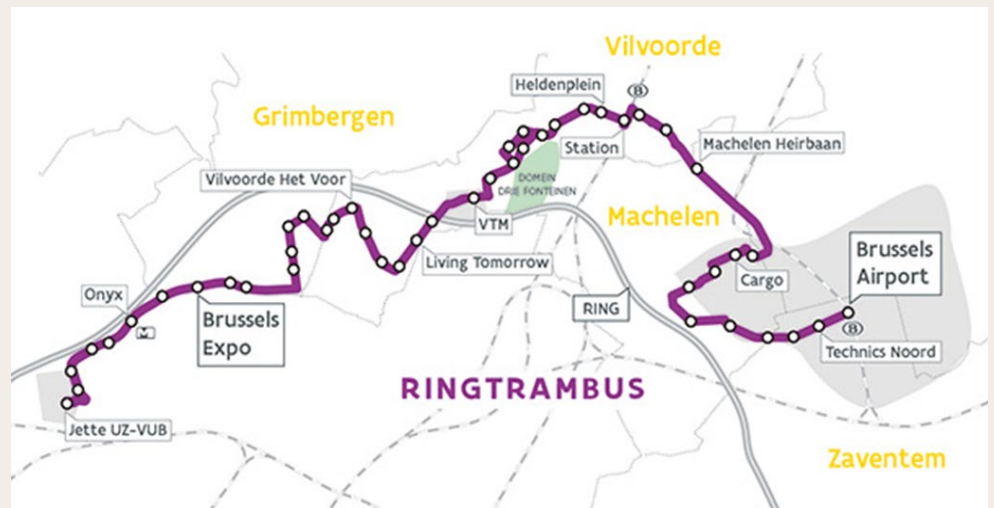 Vilvoorde
Heldenplein
B
Grimbergen
Station
Machelen Heirbaan
Vilvoorde Het Voor
DOMEIN
DRIE FONTEINEN
Machelen
VTM
Living Tomorrow
Brussels
Airport
Cargo
Onyx
M
RING
Brussels
Expo
B
Technics Noord
RINGTRAMBUS
Jette UZ-VUB
Zaventem